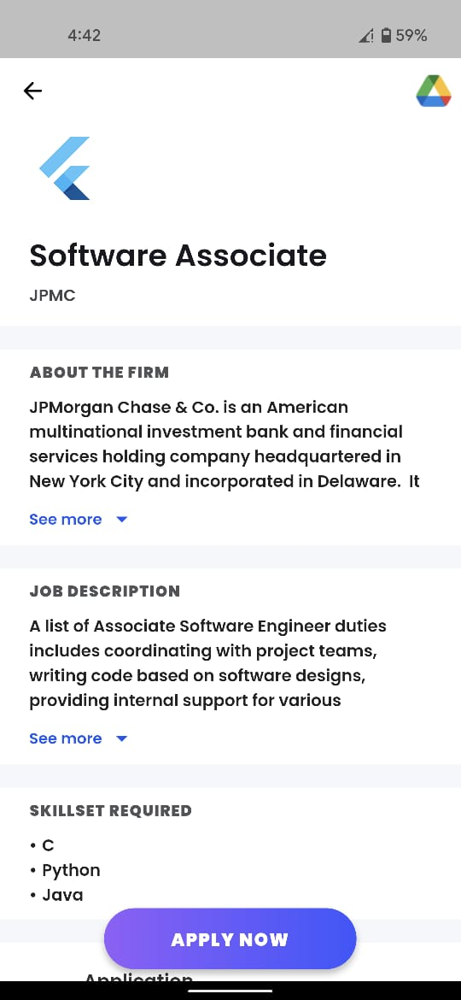 4:42
59%
Software Associate
JPMC
ABOUT THE FIRM
JPMorgan Chase & Co. is an American
multinational investment bank and financial
services holding company headquartered in
New York City and incorporated in Delaware.  It
See more
JOB DESCRIPTION
A list of Associate Software Engineer duties
includes coordinating with project teams,
writing code based on software designs,
providing internal support for various
See more
SKILLSET REQUIRED
• C
• Python
• Java
APPLY NOW
Application